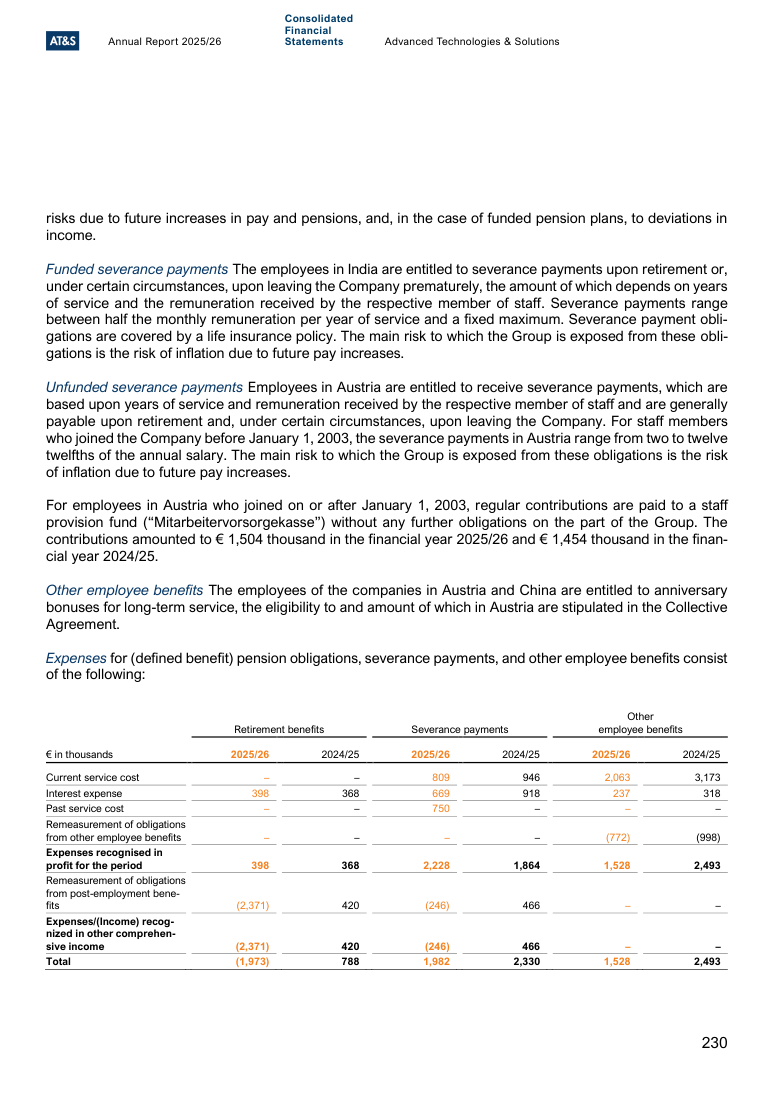 AT&S
Annual Report 2025/26
Consolidated
Financial
Statements
Advanced Technologies & Solutions
risks due to future increases in pay and pensions, and, in the case of funded pension plans, to deviations in
income.
Funded severance payments The employees in India are entitled to severance payments upon retirement or,
under certain circumstances, upon leaving the Company prematurely, the amount of which depends on years
of service and the remuneration received by the respective member of staff. Severance payments range
between half the monthly remuneration per year of service and a fixed maximum. Severance payment obli-
gations are covered by a life insurance policy. The main risk to which the Group is exposed from these obli-
gations is the risk of inflation due to future pay increases.
Unfunded severance payments Employees in Austria are entitled to receive severance payments, which are
based upon years of service and remuneration received by the respective member of staff and are generally
payable upon retirement and, under certain circumstances, upon leaving the Company. For staff members
who joined the Company before January 1, 2003, the severance payments in Austria range from two to twelve
twelfths of the annual salary. The main risk to which the Group is exposed from these obligations is the risk
of inflation due to future pay increases.
For employees in Austria who joined on or after January 1, 2003, regular contributions are paid to a staff
provision fund (“Mitarbeitervorsorgekasse”) without any further obligations on the part of the Group. The
contributions amounted to € 1,504 thousand in the financial year 2025/26 and € 1,454 thousand in the finan-
cial year 2024/25.
Other employee benefits The employees of the companies in Austria and China are entitled to anniversary
bonuses for long-term service, the eligibility to and amount of which in Austria are stipulated in the Collective
Agreement.
Expenses for (defined benefit) pension obligations, severance payments, and other employee benefits consist
of the following:
Retirement benefits Severance payments Other
employee benefits
€ in thousands 2025/26 2024/25 2025/26 2024/25 2025/26 2024/25
Current service cost – – 809 946 2,063 3,173
Interest expense 398 368 669 918 237 318
Past service cost – – 750 – – –
Remeasurement of obligations
from other employee benefits – – – – (772) (998)
Expenses recognised in
profit for the period 398 368 2,228 1,864 1,528 2,493
Remeasurement of obligations
from post-employment bene-
fits (2,371) 420 (246) 466 – –
Expenses/(Income) recog-
nized in other comprehen-
sive income (2,371) 420 (246) 466 – –
Total (1,973) 788 1,982 2,330 1,528 2,493
230